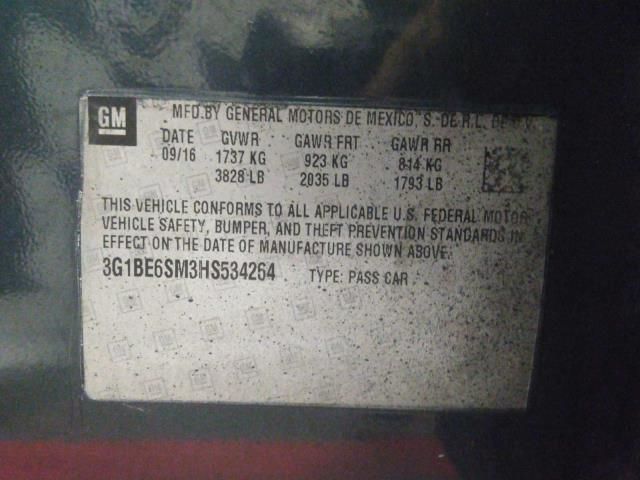 GM
MFD.BY GENERAL MOTORS DE MEXICO, S. DE R.L. DE C.V.
DATE GVWR GAWR FRT GAWR RR
09/16 1737 KG 923 KG 814 KG
3828 LB 2035 LB 1793 LB
THIS VEHICLE CONFORMS TO ALL APPLICABLE U.S. FEDERAL MOTOR
VEHICLE SAFETY, BUMPER, AND THEFT PREVENTION STANDARDS IN
EFFECT ON THE DATE OF MANUFACTURE SHOWN ABOVE.
3G1BE6SM3HS534264 TYPE: PASS CAR